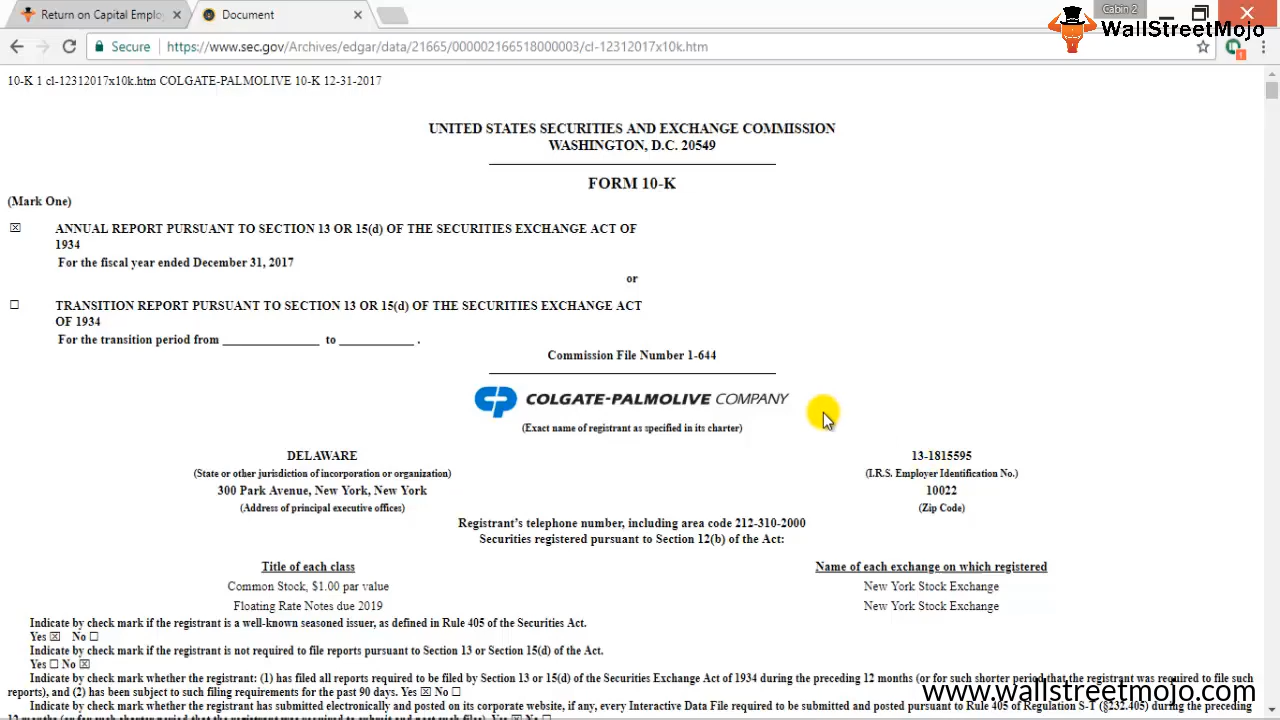 Return on Capital Emplo
Document
Cabin 2
WallStreetMojo
Secure https://www.sec.gov/Archives/edgar/data/21665/000002166518000003/cl-12312017x10k.htm
10-K 1 cl-12312017x10k.htm COLGATE-PALMOLIVE 10-K 12-31-2017
UNITED STATES SECURITIES AND EXCHANGE COMMISSION
WASHINGTON, D.C. 20549
FORM 10-K
(Mark One)
☒ ANNUAL REPORT PURSUANT TO SECTION 13 OR 15(d) OF THE SECURITIES EXCHANGE ACT OF
1934
For the fiscal year ended December 31, 2017
or
☐ TRANSITION REPORT PURSUANT TO SECTION 13 OR 15(d) OF THE SECURITIES EXCHANGE ACT
OF 1934
For the transition period from _______________ to ____________ .
Commission File Number 1-644
COLGATE-PALMOLIVE COMPANY
(Exact name of registrant as specified in its charter)
DELAWARE 13-1815595
(State or other jurisdiction of incorporation or organization) (I.R.S. Employer Identification No.)
300 Park Avenue, New York, New York 10022
(Address of principal executive offices) (Zip Code)
Registrant's telephone number, including area code 212-310-2000
Securities registered pursuant to Section 12(b) of the Act:
Title of each class Name of each exchange on which registered
Common Stock, $1.00 par value New York Stock Exchange
Floating Rate Notes due 2019 New York Stock Exchange
Indicate by check mark if the registrant is a well-known seasoned issuer, as defined in Rule 405 of the Securities Act.
Yes ☒ No ☐
Indicate by check mark if the registrant is not required to file reports pursuant to Section 13 or Section 15(d) of the Act.
Yes ☐ No ☒
Indicate by check mark whether the registrant: (1) has filed all reports required to be filed by Section 13 or 15(d) of the Securities Exchange Act of 1934 during the preceding 12 months (or for such shorter period that the registrant was required to file such
reports), and (2) has been subject to such filing requirements for the past 90 days. Yes ☒ No ☐
Indicate by check mark whether the registrant has submitted electronically and posted on its corporate website, if any, every Interactive Data File required to be submitted and posted pursuant to Rule 405 of Regulation S-T (§232.405) during the preceding
www.wallstreetmojo.com